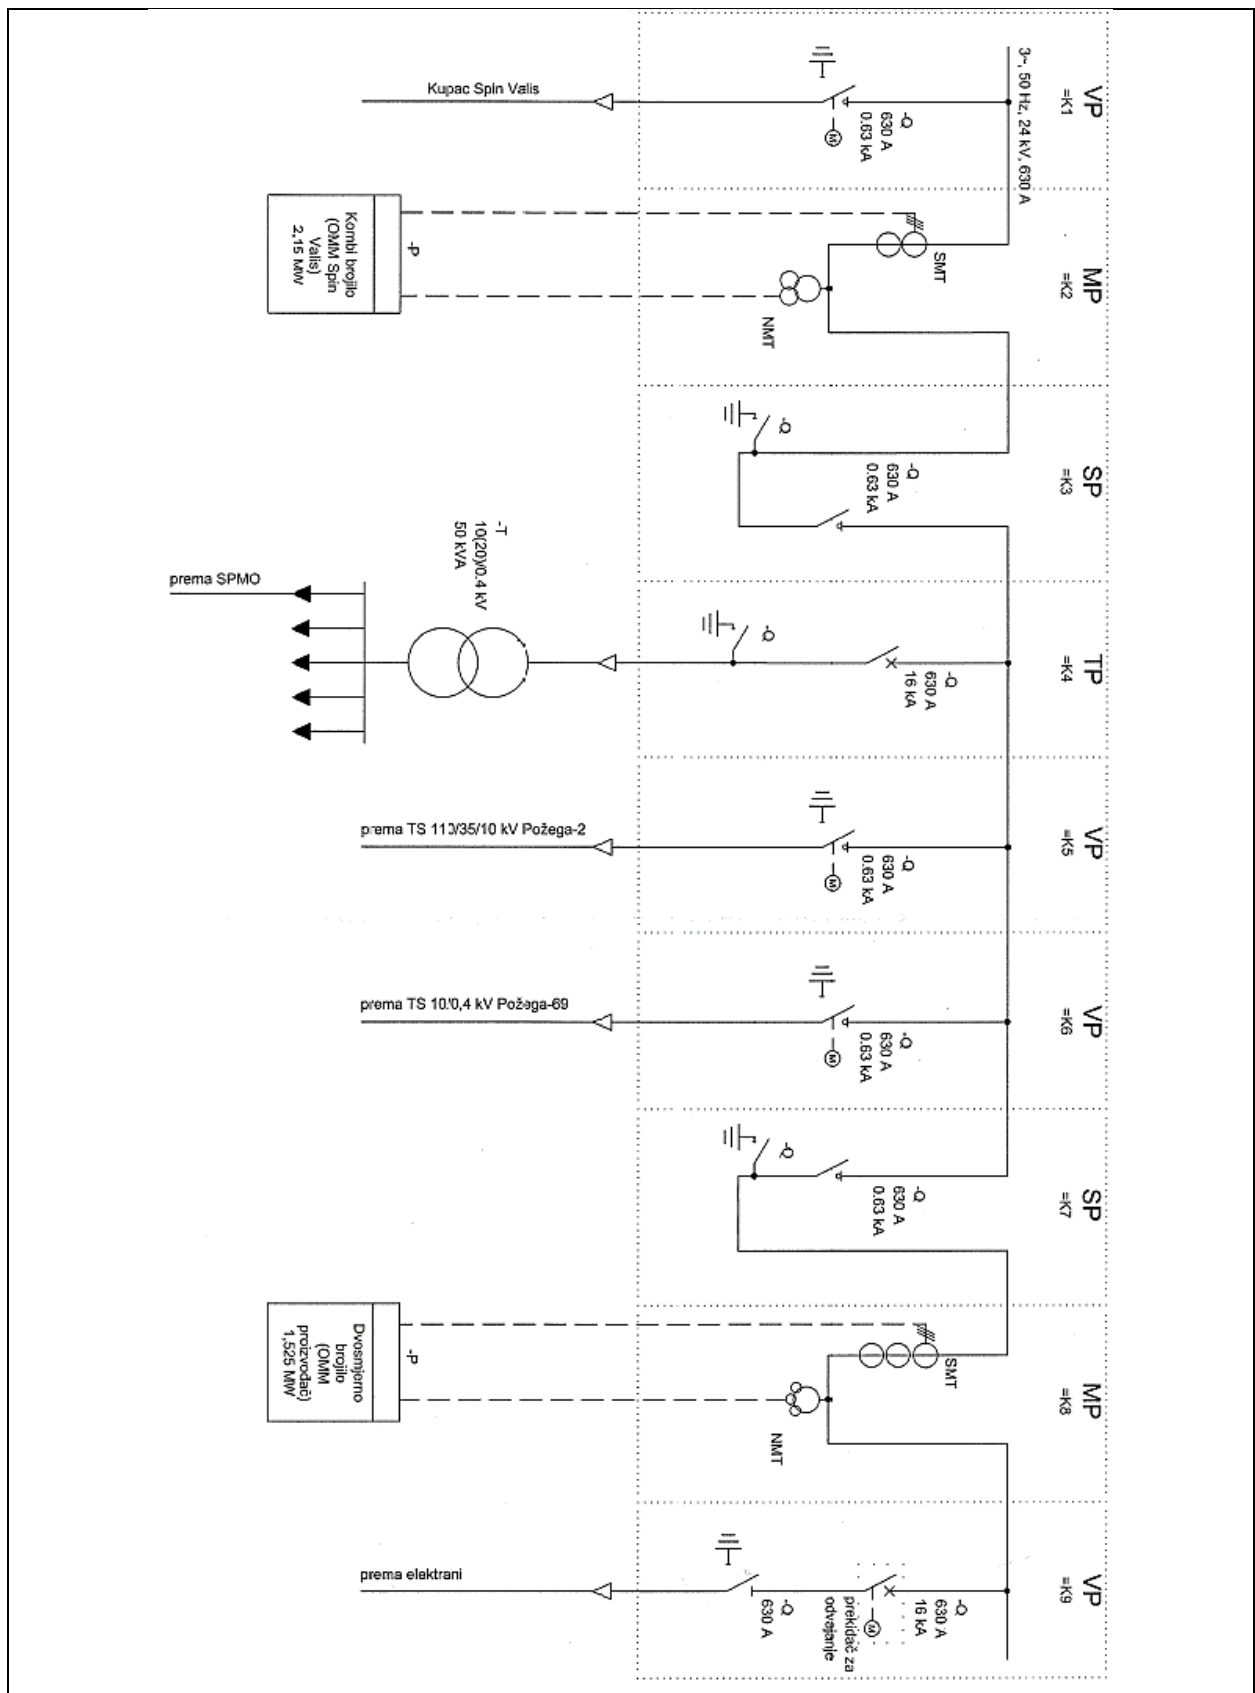 3~, 50 Hz, 24 kV, 630 A
VP
=K1
-Q
630 A
0.63 kA
M
Kupac Spin Valis
MP
=K2
SMT
NMT
-P
Kombi brojilo
(OMM Spin
Valis)
2,15 MW
SP
=K3
-Q
-Q
630 A
0.63 kA
TP
=K4
-Q
630 A
16 kA
-Q
-T
10(20)/0.4 kV
50 kVA
prema SPMO
VP
=K5
-Q
630 A
0.63 kA
M
prema TS 110/35/10 kV Požega-2
VP
=K6
-Q
630 A
0.63 kA
M
prema TS 10/0,4 kV Požega-69
SP
=K7
-Q
630 A
0.63 kA
-Q
MP
=K8
SMT
NMT
-P
Dvosmjerno
brojilo
(OMM
proizvođač)
1,525 MW
VP
=K9
-Q
630 A
16 kA
M
prekidač za
odvajanje
-Q
630 A
prema elektrani